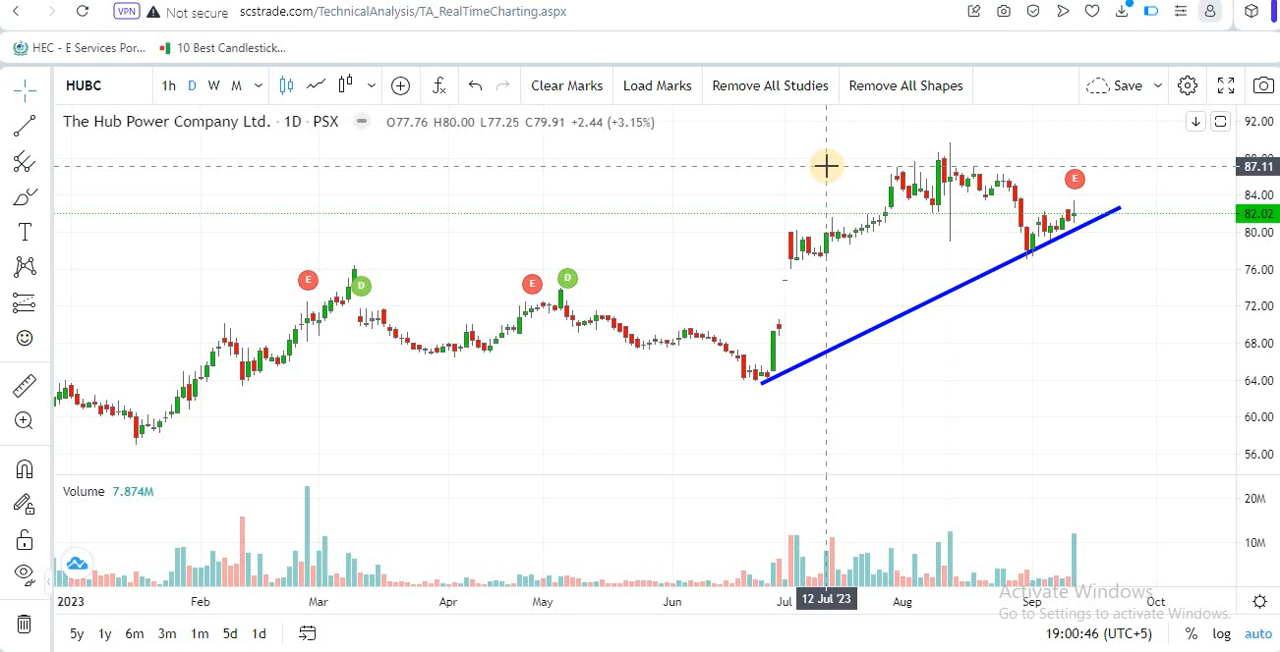 VPN Not secure scstrade.com/TechnicalAnalysis/TA_RealTimeCharting.aspx
HEC - E Services Por... 10 Best Candlestick...
HUBC 1h D W M Clear Marks Load Marks Remove All Studies Remove All Shapes Save
The Hub Power Company Ltd. · 1D · PSX O77.76 H80.00 L77.25 C79.91 +2.44 (+3.15%)
92.00
87.11
84.00
82.02
80.00
76.00
72.00
68.00
64.00
60.00
56.00
E
E D E D
Volume 7.874M
20M
10M
Activate Windows
Go to Settings to activate Windows.
2023 Feb Mar Apr May Jun Jul 12 Jul '23 Aug Sep Oct
5y 1y 6m 3m 1m 5d 1d 19:00:46 (UTC+5) % log auto